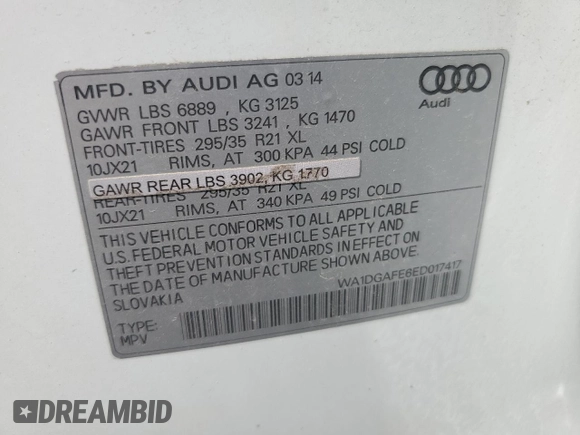 MFD. BY AUDI AG 03 14
GVWR LBS 6889 , KG 3125
GAWR FRONT LBS 3241 , KG 1470
FRONT-TIRES 295/35 R21 XL
10JX21 RIMS, AT 300 KPA 44 PSI COLD
GAWR REAR LBS 3902, KG 1770
REAR-TIRES 295/35 R21 XL
10JX21 RIMS, AT 340 KPA 49 PSI COLD
THIS VEHICLE CONFORMS TO ALL APPLICABLE
U.S. FEDERAL MOTOR VEHICLE SAFETY AND
THEFT PREVENTION STANDARDS IN EFFECT ON
THE DATE OF MANUFACTURE SHOWN ABOVE.
SLOVAKIA
WA1DGAFE6ED017417
TYPE:
MPV
Audi
DREAMBID